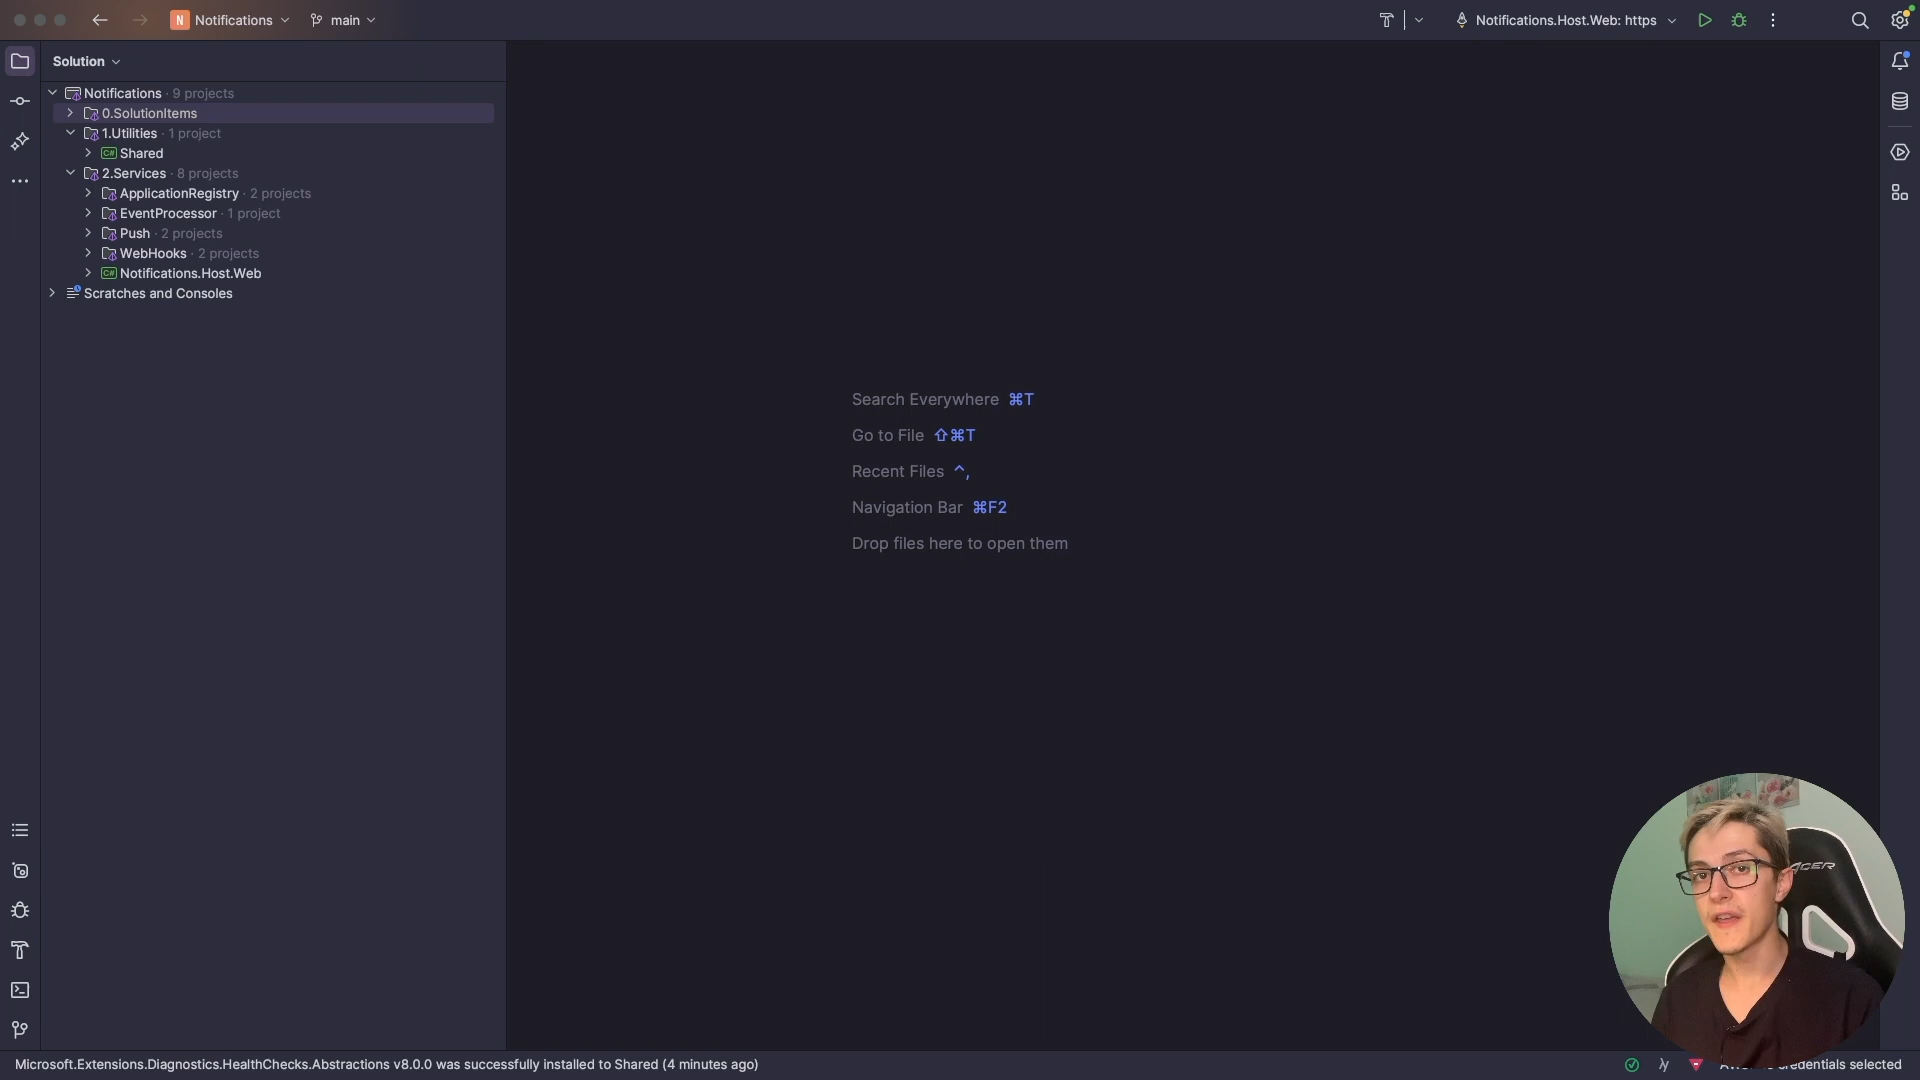 N Notifications main Notifications.Host.Web: https
Solution
Notifications · 9 projects
0.SolutionItems
1.Utilities · 1 project
C# Shared
2.Services · 8 projects
ApplicationRegistry · 2 projects
EventProcessor · 1 project
Push · 2 projects
WebHooks · 2 projects
C# Notifications.Host.Web
Scratches and Consoles
Search Everywhere ⌘T
Go to File ⇧⌘T
Recent Files ^,
Navigation Bar ⌘F2
Drop files here to open them
ACER
Microsoft.Extensions.Diagnostics.HealthChecks.Abstractions v8.0.0 was successfully installed to Shared (4 minutes ago) credentials selected